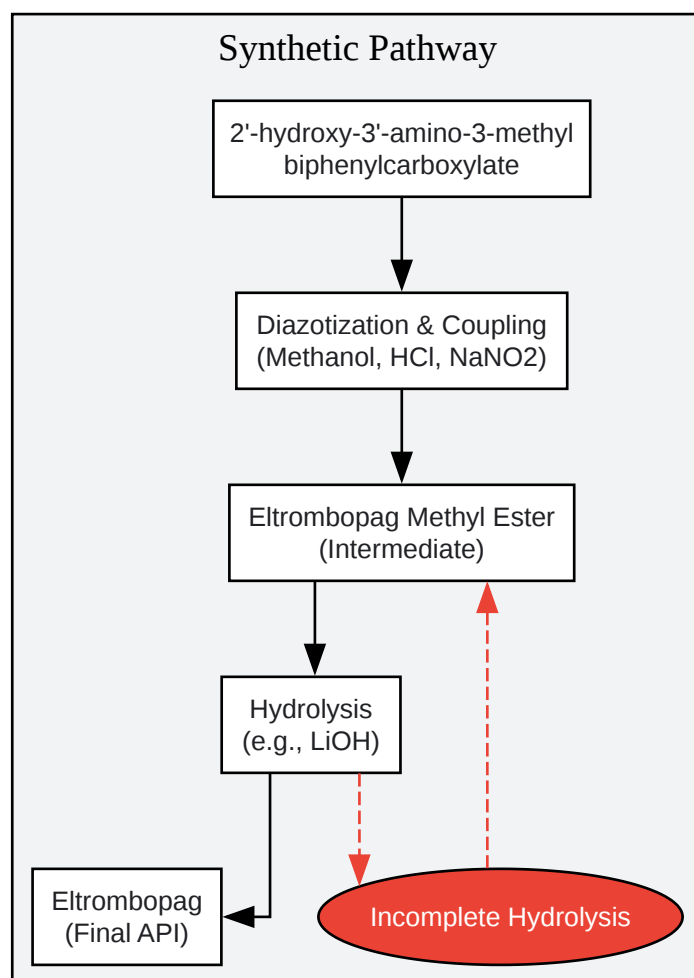 Synthetic Pathway
2'-hydroxy-3'-amino-3-methyl
biphenylcarboxylate
Diazotization & Coupling
(Methanol, HCl, NaNO2)
Eltrombopag Methyl Ester
(Intermediate)
Hydrolysis
(e.g., LiOH)
Eltrombopag
(Final API)
Incomplete Hydrolysis